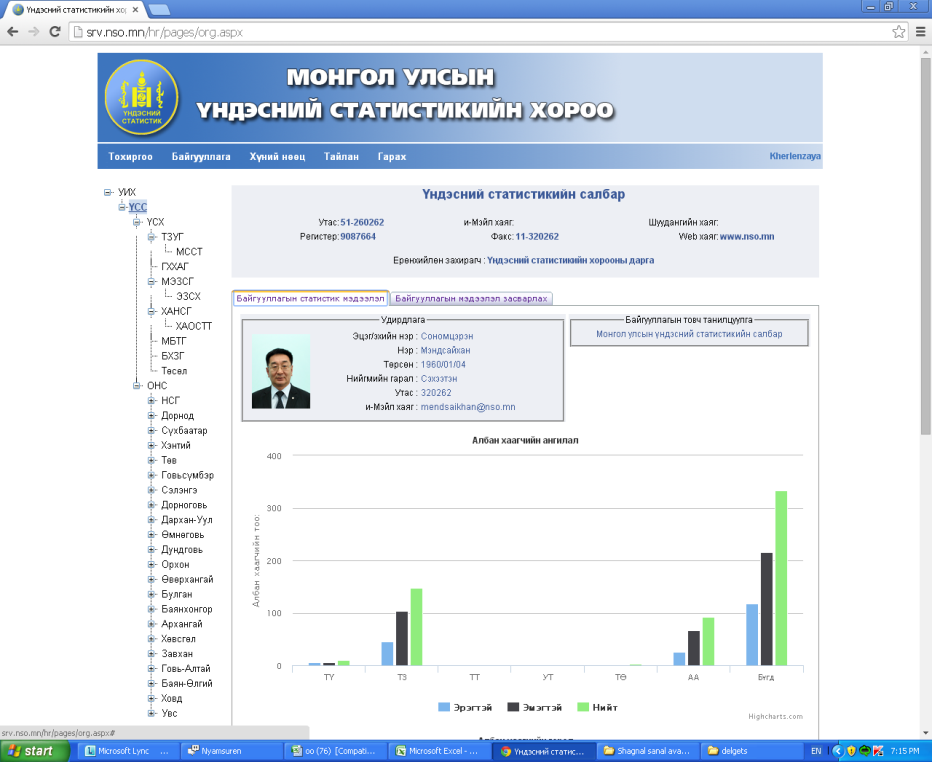 Үндэсний статистикийн хо
srv.nso.mn/hr/pages/org.aspx
ҮНДЭСНИЙ
СТАТИСТИК
МОНГОЛ УЛСЫН
ҮНДЭСНИЙ СТАТИСТИКИЙН ХОРОО
Тохиргоо Байгууллага Хүний нөөц Тайлан Гарах Kherlenzaya
УИХ
ҮСС
ҮСХ
ТЗУГ
МССТ
ГХХАГ
МЭЗСГ
ЭЗСХ
ХАНСГ
ХАОСТТ
МБТГ
БХЗГ
Төсөл
ОНС
НСГ
Дорнод
Сүхбаатар
Хэнтий
Төв
Говьсүмбэр
Сэлэнгэ
Дорноговь
Дархан-Уул
Өмнөговь
Дундговь
Орхон
Өвөрхангай
Булган
Баянхонгор
Архангай
Хөвсгөл
Завхан
Говь-Алтай
Баян-Өлгий
Ховд
Увс
Үндэсний статистикийн салбар
Утас: 51-260262 и-Мэйл хаяг: Шуудангийн хаяг:
Регистер: 9087664 Факс: 11-320262 Web хаяг: www.nso.mn
Ерөнхийлөн захирагч : Үндэсний статистикийн хорооны дарга
Байгууллагын статистик мэдээлэл Байгууллагын мэдээлэл засварлах
Удирдлага
Эцэг/эхийн нэр : Сономцэрэн
Нэр : Мэндсайхан
Төрсөн : 1960/01/04
Нийгмийн гарал : Сэхээтэн
Утас : 320262
и-Мэйл хаяг : mendsaikhan@nso.mn
Байгууллагын товч танилцуулга
Монгол улсын үндэсний статистикийн салбар
Албан хаагчийн ангилал
Албан хаагчийн тоо:
400
300
200
100
0
ТҮ ТЗ ТТ УТ ТӨ АА Бүгд
Эрэгтэй Эмэгтэй Нийт
Highcharts.com
srv.nso.mn/hr/pages/org.aspx#
start Microsoft Lync ... Nyamsuren oo (76) [Compati... Microsoft Excel - ... Үндэсний статис... Shagnal sanal ava... delgets EN 7:15 PM